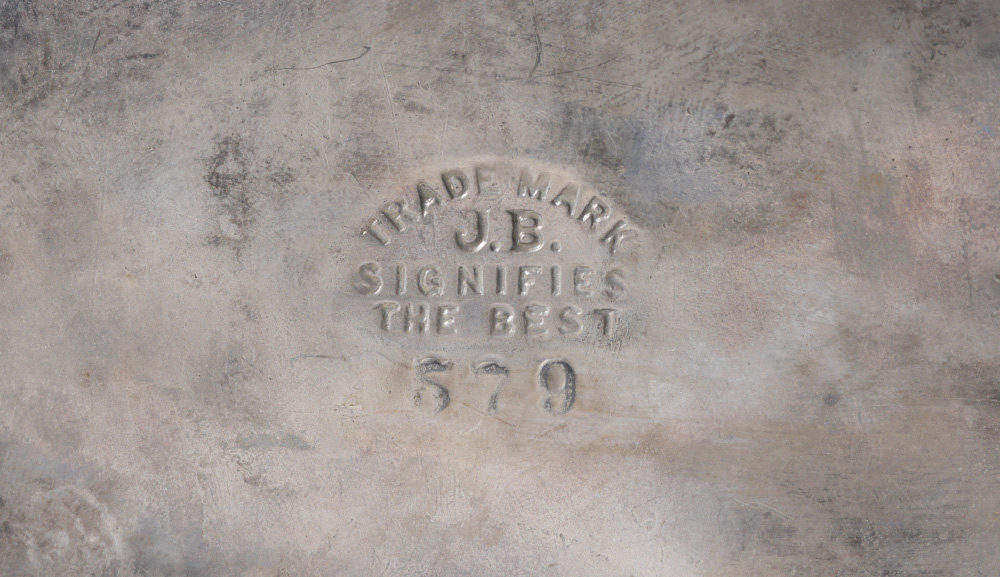 TRADE MARK
J.B.
SIGNIFIES
THE BEST
579